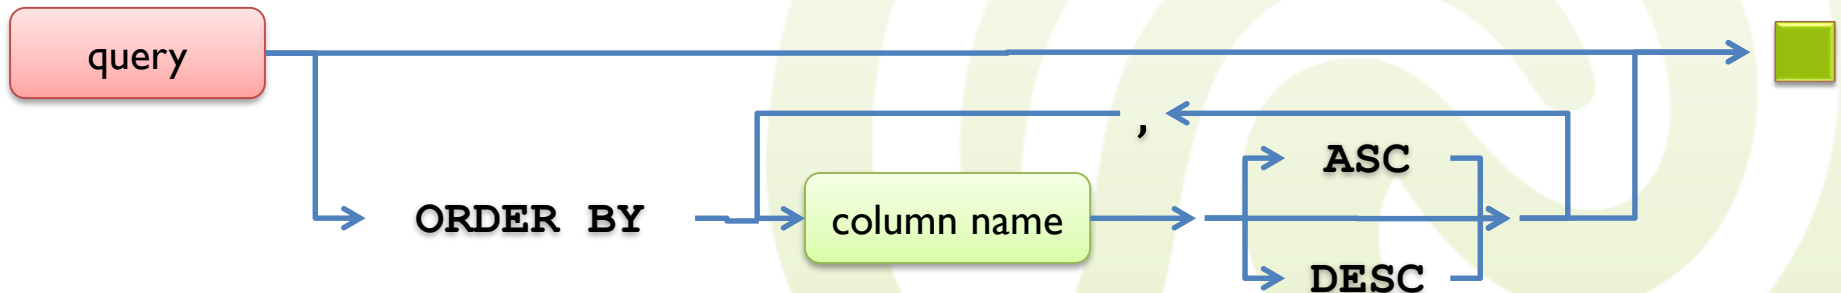 query
,
ASC
ORDER BY
column name
DESC